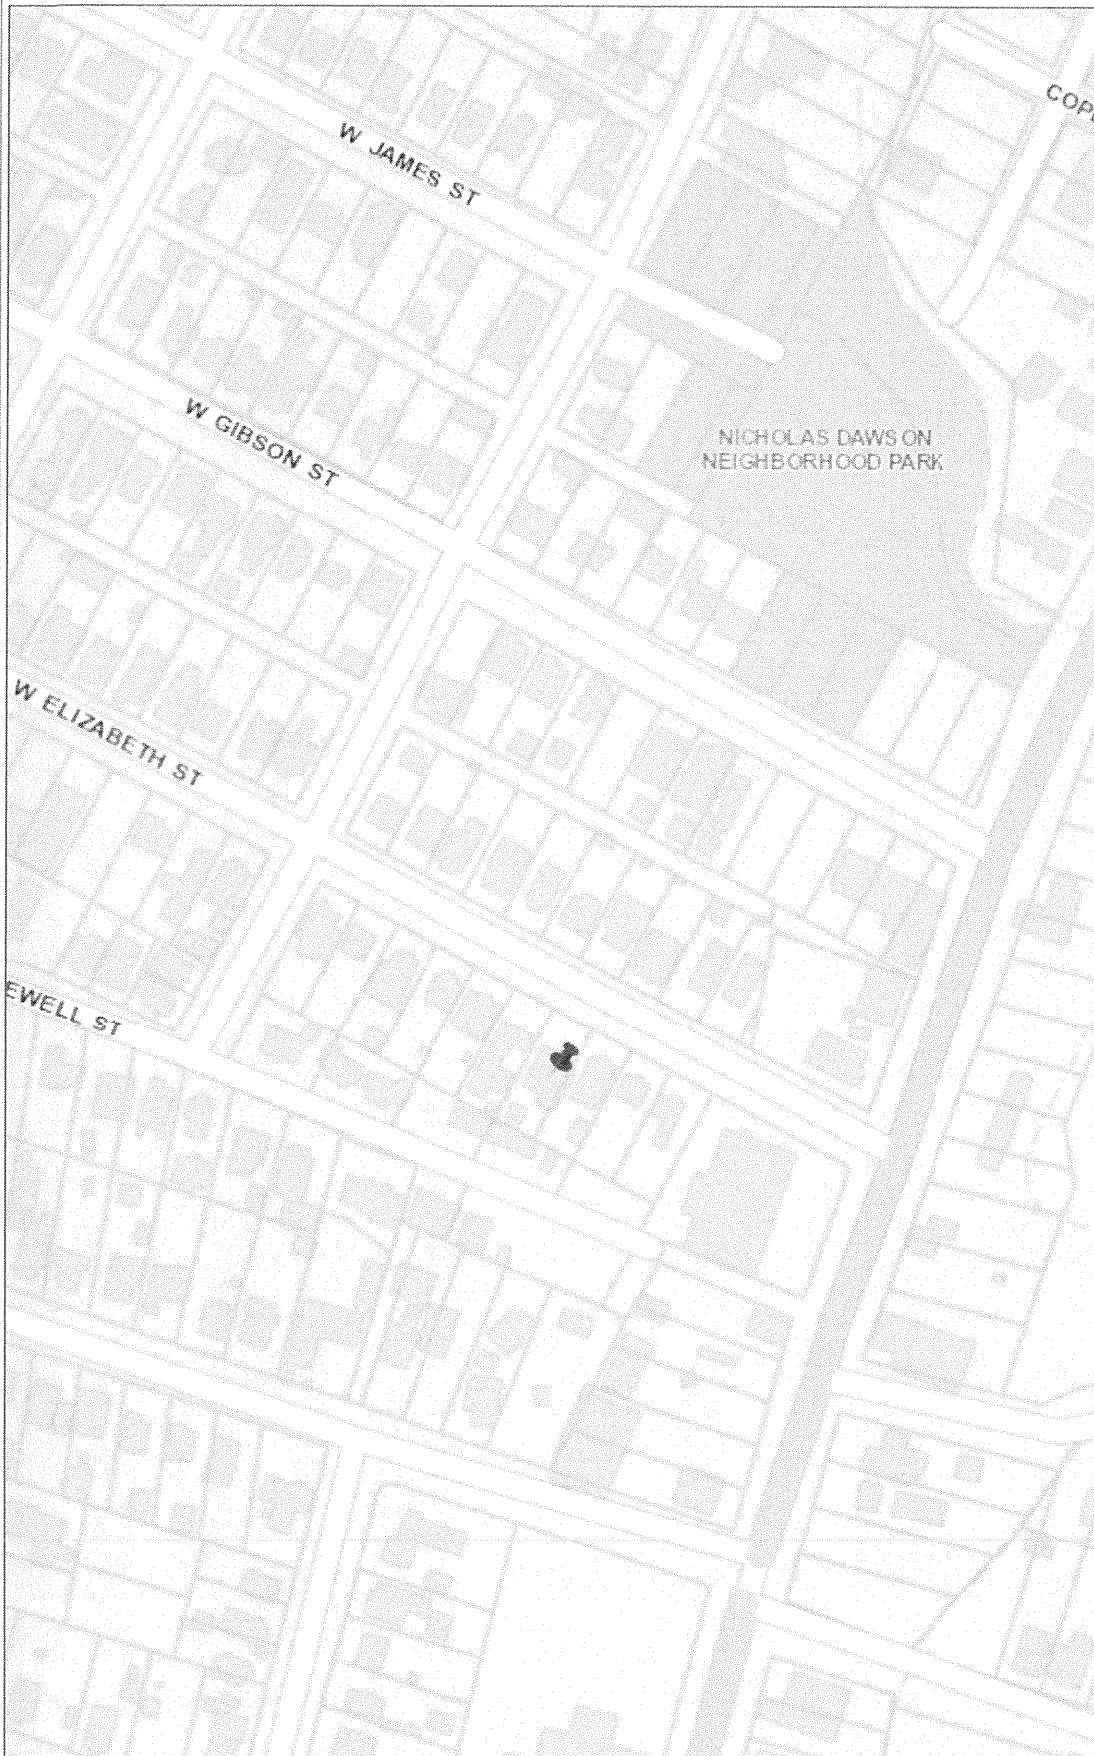 COP
W JAMES ST
W GIBSON ST
NICHOLAS DAWSON
NEIGHBORHOOD PARK
W ELIZABETH ST
EWELL ST